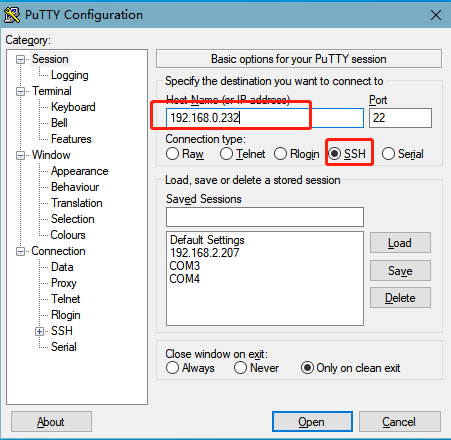 PuTTY Configuration
Category:
Session
Logging
Terminal
Keyboard
Bell
Features
Window
Appearance
Behaviour
Translation
Selection
Colours
Connection
Data
Proxy
Telnet
Rlogin
SSH
Serial
Basic options for your PuTTY session
Specify the destination you want to connect to
Host Name (or IP address) Port
192.168.0.232 22
Connection type:
Raw Telnet Rlogin SSH Serial
Load, save or delete a stored session
Saved Sessions
Default Settings
192.168.2.207
COM3
COM4
Load
Save
Delete
Close window on exit:
Always Never Only on clean exit
About Open Cancel